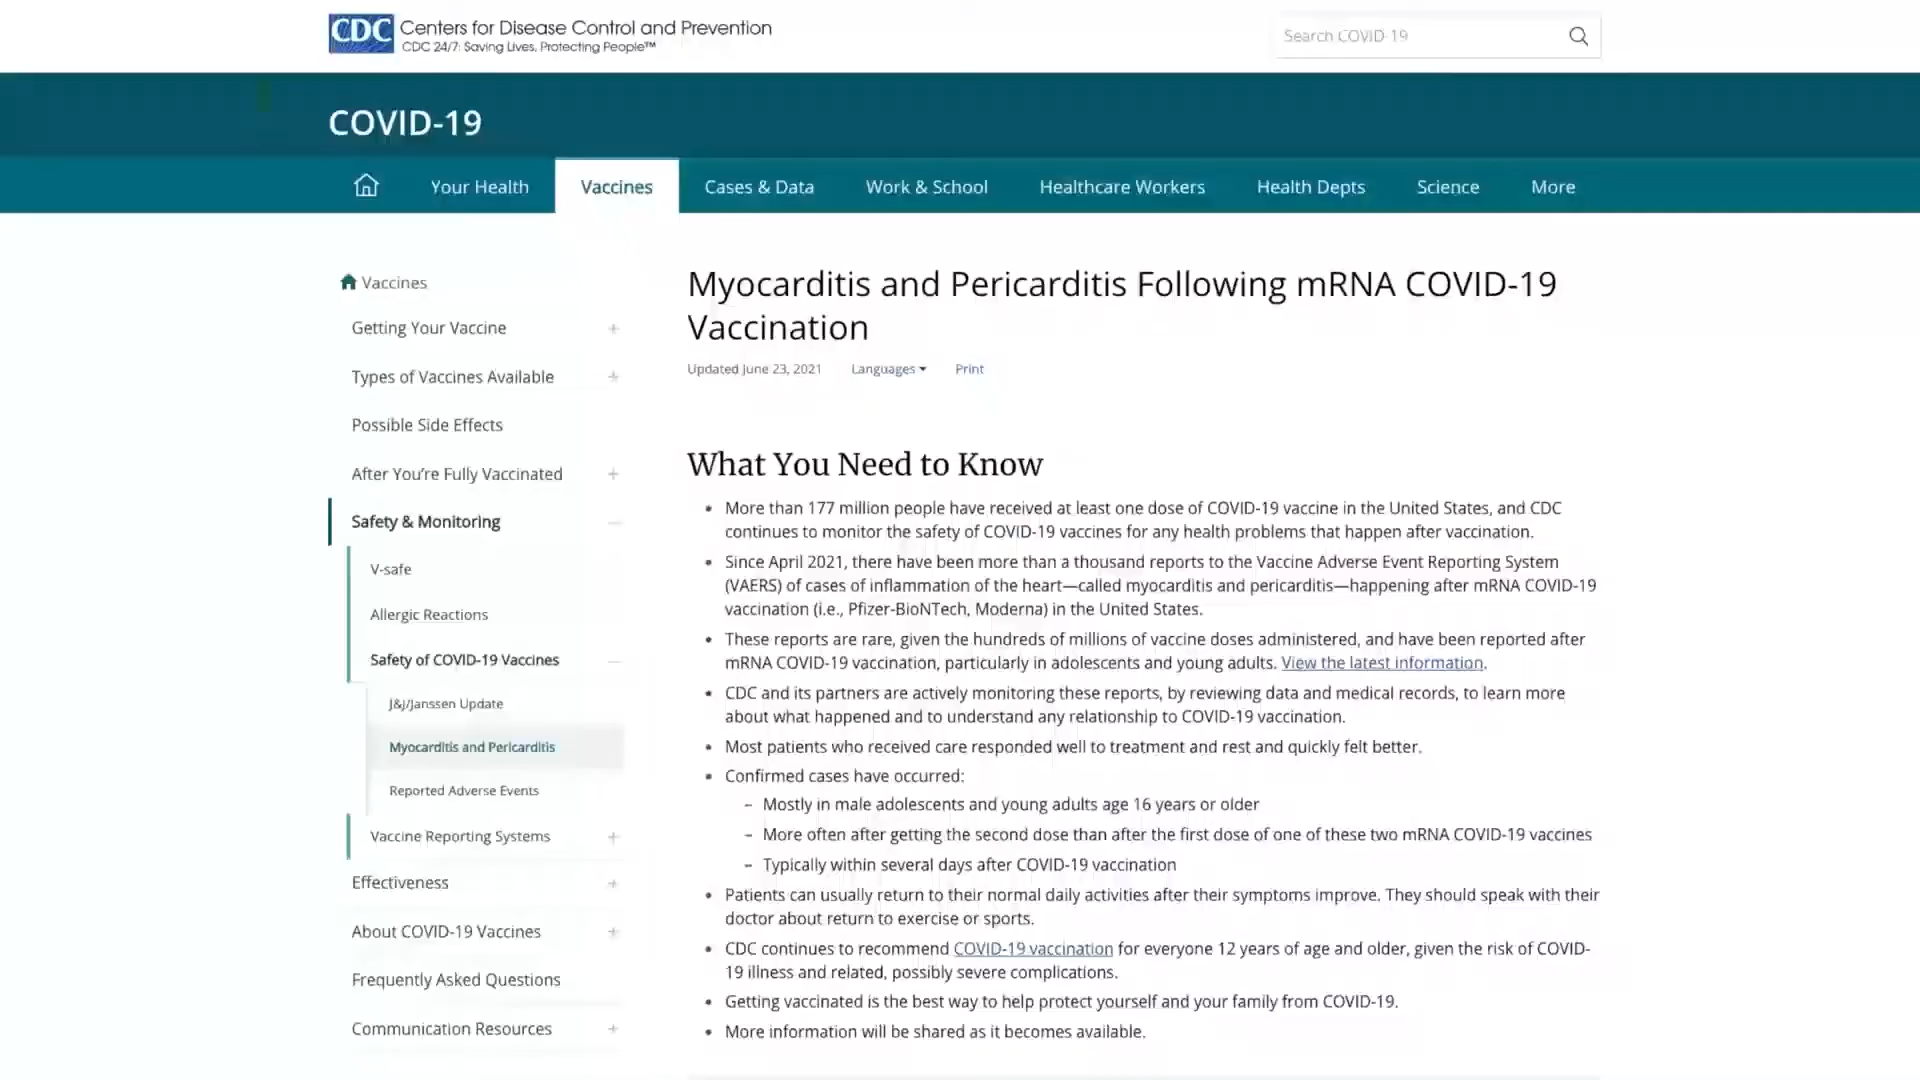 CDC Centers for Disease Control and Prevention
CDC 24/7: Saving Lives, Protecting People™
Search COVID-19
COVID-19
Your Health
Vaccines
Cases & Data
Work & School
Healthcare Workers
Health Depts
Science
More
Vaccines
Getting Your Vaccine +
Types of Vaccines Available +
Possible Side Effects
After You're Fully Vaccinated +
Safety & Monitoring –
V-safe
Allergic Reactions
Safety of COVID-19 Vaccines –
J&J/Janssen Update
Myocarditis and Pericarditis
Reported Adverse Events
Vaccine Reporting Systems +
Effectiveness +
About COVID-19 Vaccines +
Frequently Asked Questions
Communication Resources +
Myocarditis and Pericarditis Following mRNA COVID-19
Vaccination
Updated June 23, 2021 Languages Print
What You Need to Know
• More than 177 million people have received at least one dose of COVID-19 vaccine in the United States, and CDC
continues to monitor the safety of COVID-19 vaccines for any health problems that happen after vaccination.
• Since April 2021, there have been more than a thousand reports to the Vaccine Adverse Event Reporting System
(VAERS) of cases of inflammation of the heart—called myocarditis and pericarditis—happening after mRNA COVID-19
vaccination (i.e., Pfizer-BioNTech, Moderna) in the United States.
• These reports are rare, given the hundreds of millions of vaccine doses administered, and have been reported after
mRNA COVID-19 vaccination, particularly in adolescents and young adults. View the latest information.
• CDC and its partners are actively monitoring these reports, by reviewing data and medical records, to learn more
about what happened and to understand any relationship to COVID-19 vaccination.
• Most patients who received care responded well to treatment and rest and quickly felt better.
• Confirmed cases have occurred:
– Mostly in male adolescents and young adults age 16 years or older
– More often after getting the second dose than after the first dose of one of these two mRNA COVID-19 vaccines
– Typically within several days after COVID-19 vaccination
• Patients can usually return to their normal daily activities after their symptoms improve. They should speak with their
doctor about return to exercise or sports.
• CDC continues to recommend COVID-19 vaccination for everyone 12 years of age and older, given the risk of COVID-
19 illness and related, possibly severe complications.
• Getting vaccinated is the best way to help protect yourself and your family from COVID-19.
• More information will be shared as it becomes available.